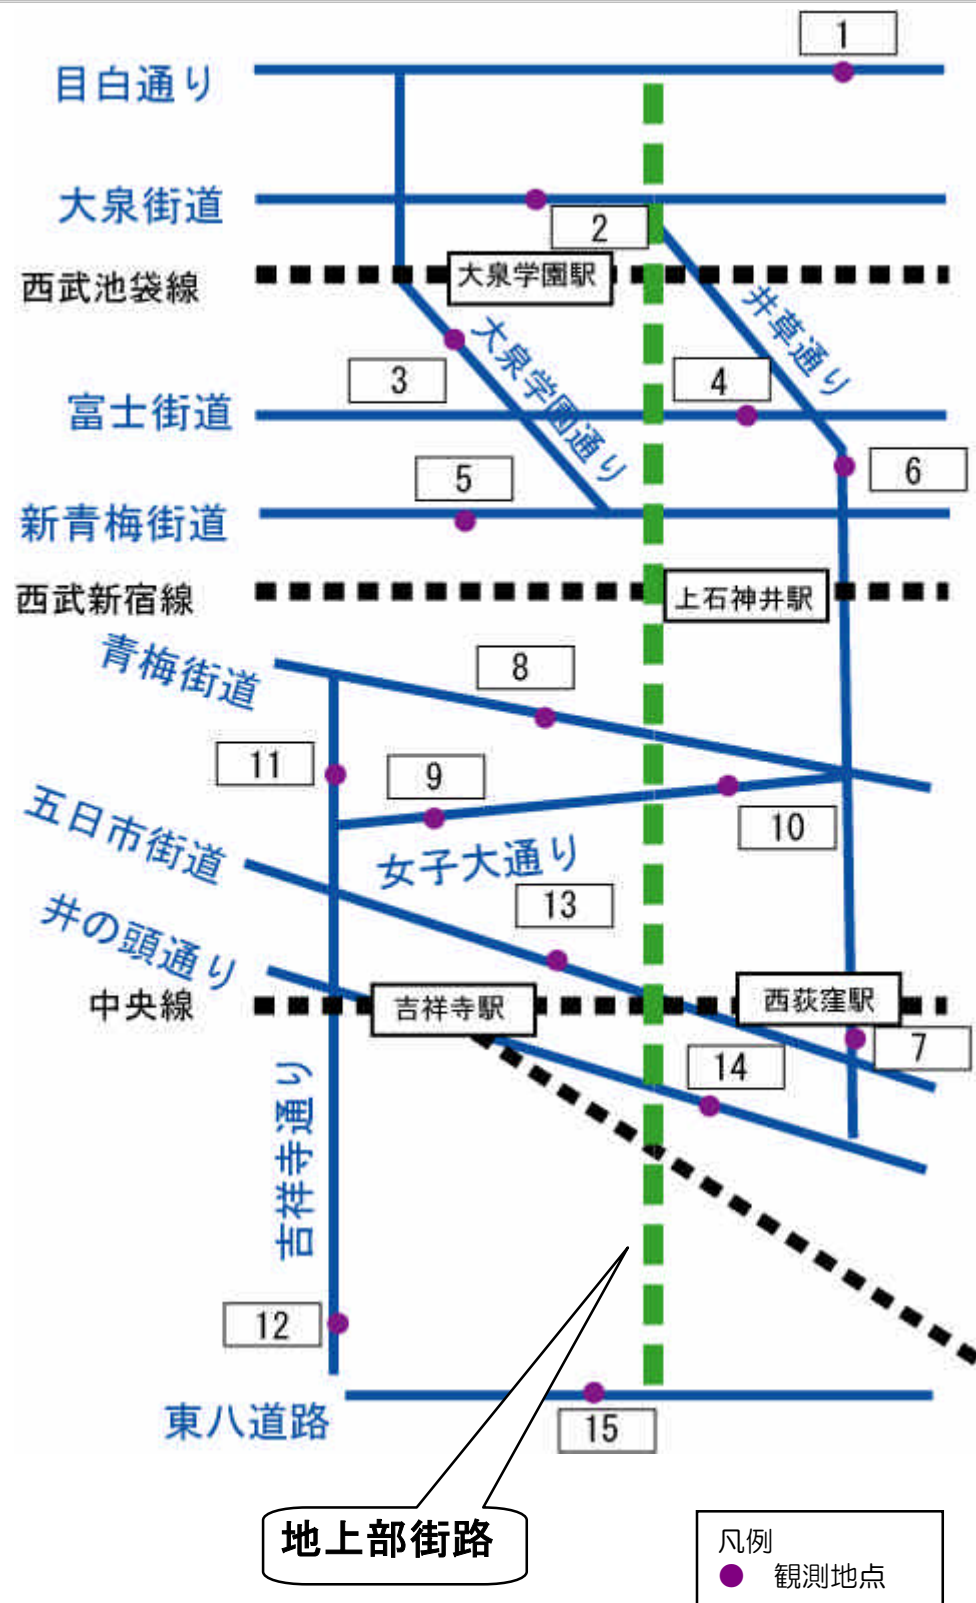 1
目白通り
大泉街道
2
大泉学園駅
西武池袋線
井草通り
大泉学園通り
3
4
富士街道
6
5
新青梅街道
西武新宿線
上石神井駅
青梅街道
8
11
9
10
五日市街道
女子大通り
13
井の頭通り
中央線
吉祥寺駅
西荻窪駅
7
14
吉祥寺通り
12
東八道路
15
地上部街路
凡例
観測地点